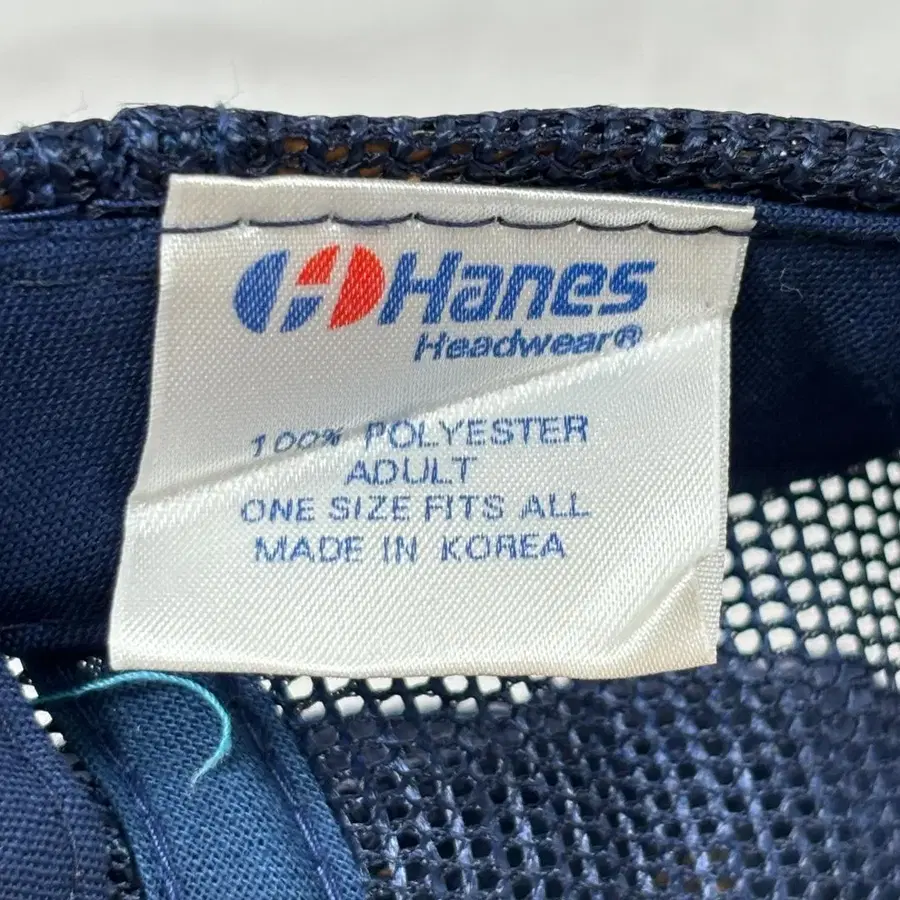 Hanes
Headwear®
100% POLYESTER
ADULT
ONE SIZE FITS ALL
MADE IN KOREA